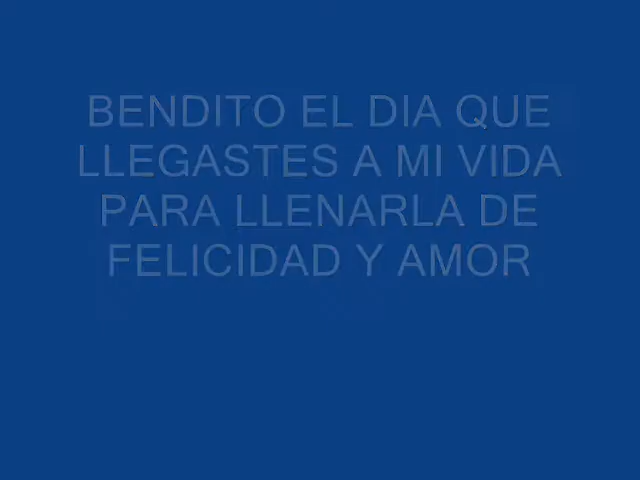 BENDITO EL DIA QUE
LLEGASTES A MI VIDA
PARA LLENARLA DE
FELICIDAD Y AMOR